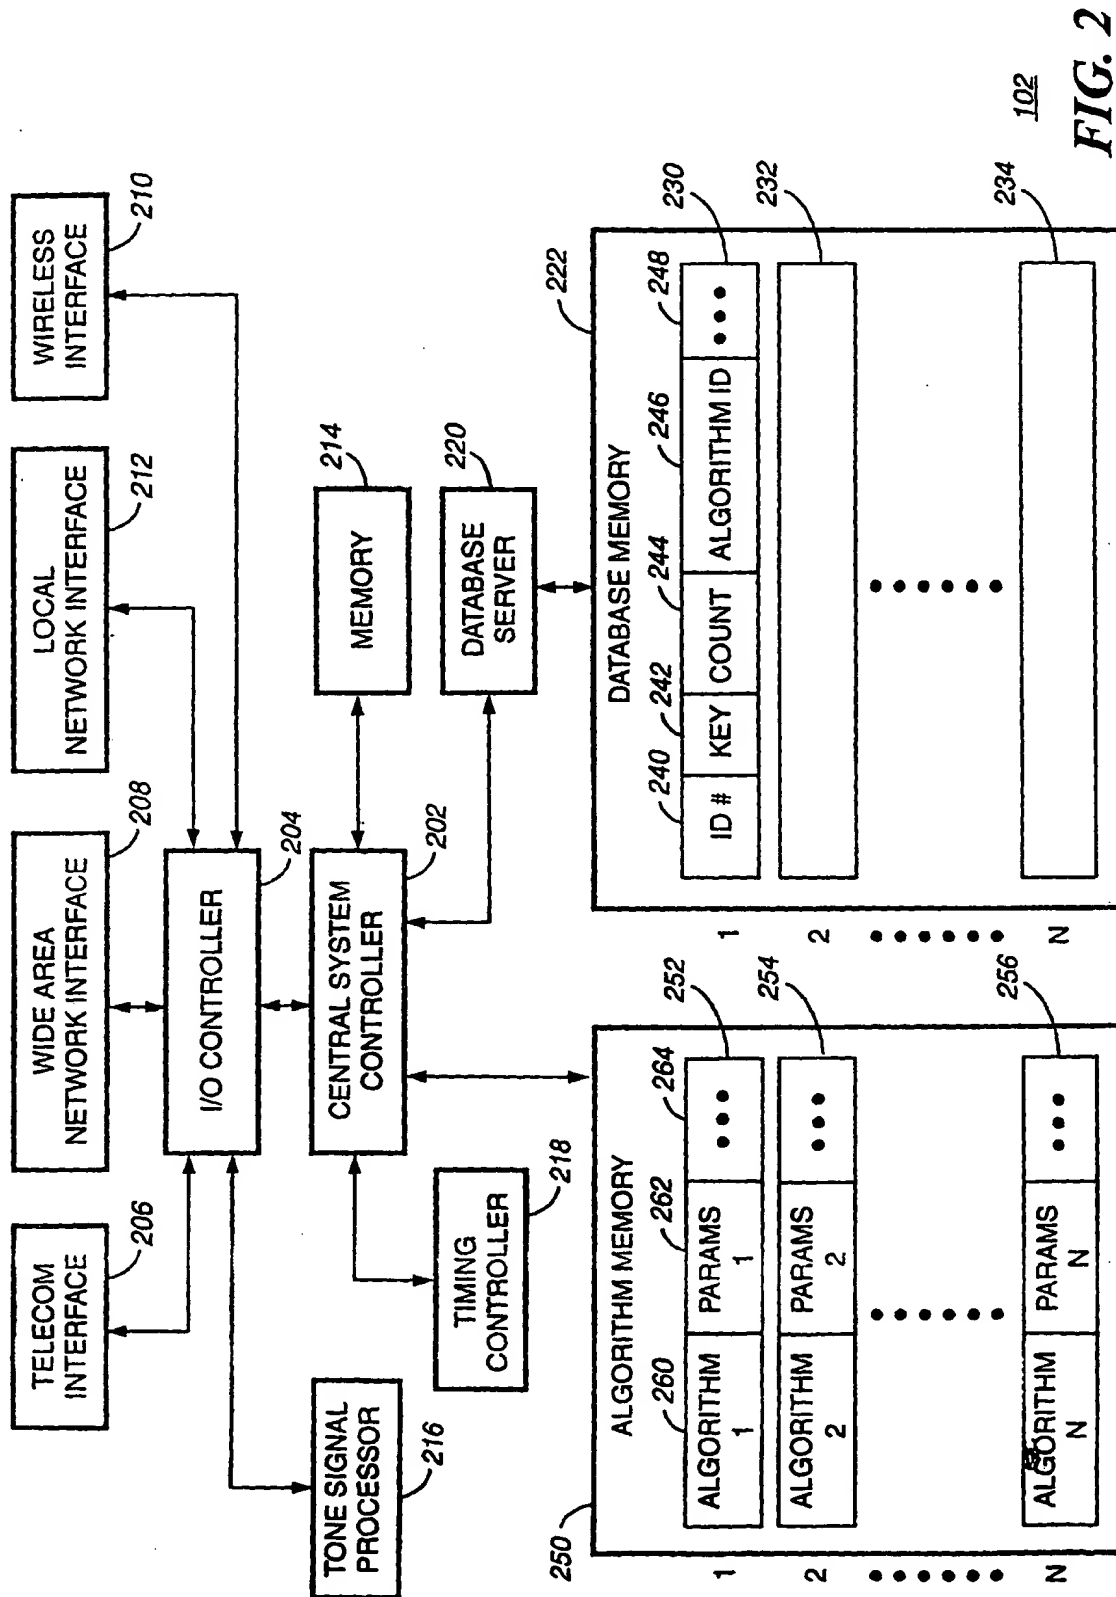 TELECOM
INTERFACE
206
WIDE AREA
NETWORK INTERFACE
208
LOCAL
NETWORK INTERFACE
212
WIRELESS
INTERFACE
210
I/O CONTROLLER
204
TONE SIGNAL
PROCESSOR
216
CENTRAL SYSTEM
CONTROLLER
202
MEMORY
214
TIMING
CONTROLLER
218
DATABASE
SERVER
220
250
ALGORITHM MEMORY
260
262
264
252
1
ALGORITHM
1
PARAMS
1
•••
254
2
ALGORITHM
2
PARAMS
2
•••
256
N
ALGORITHM
N
PARAMS
N
•••
222
DATABASE MEMORY
240
242
244
246
248
230
1
ID #
KEY
COUNT
ALGORITHM ID
•••
2
232
N
234
102
FIG. 2